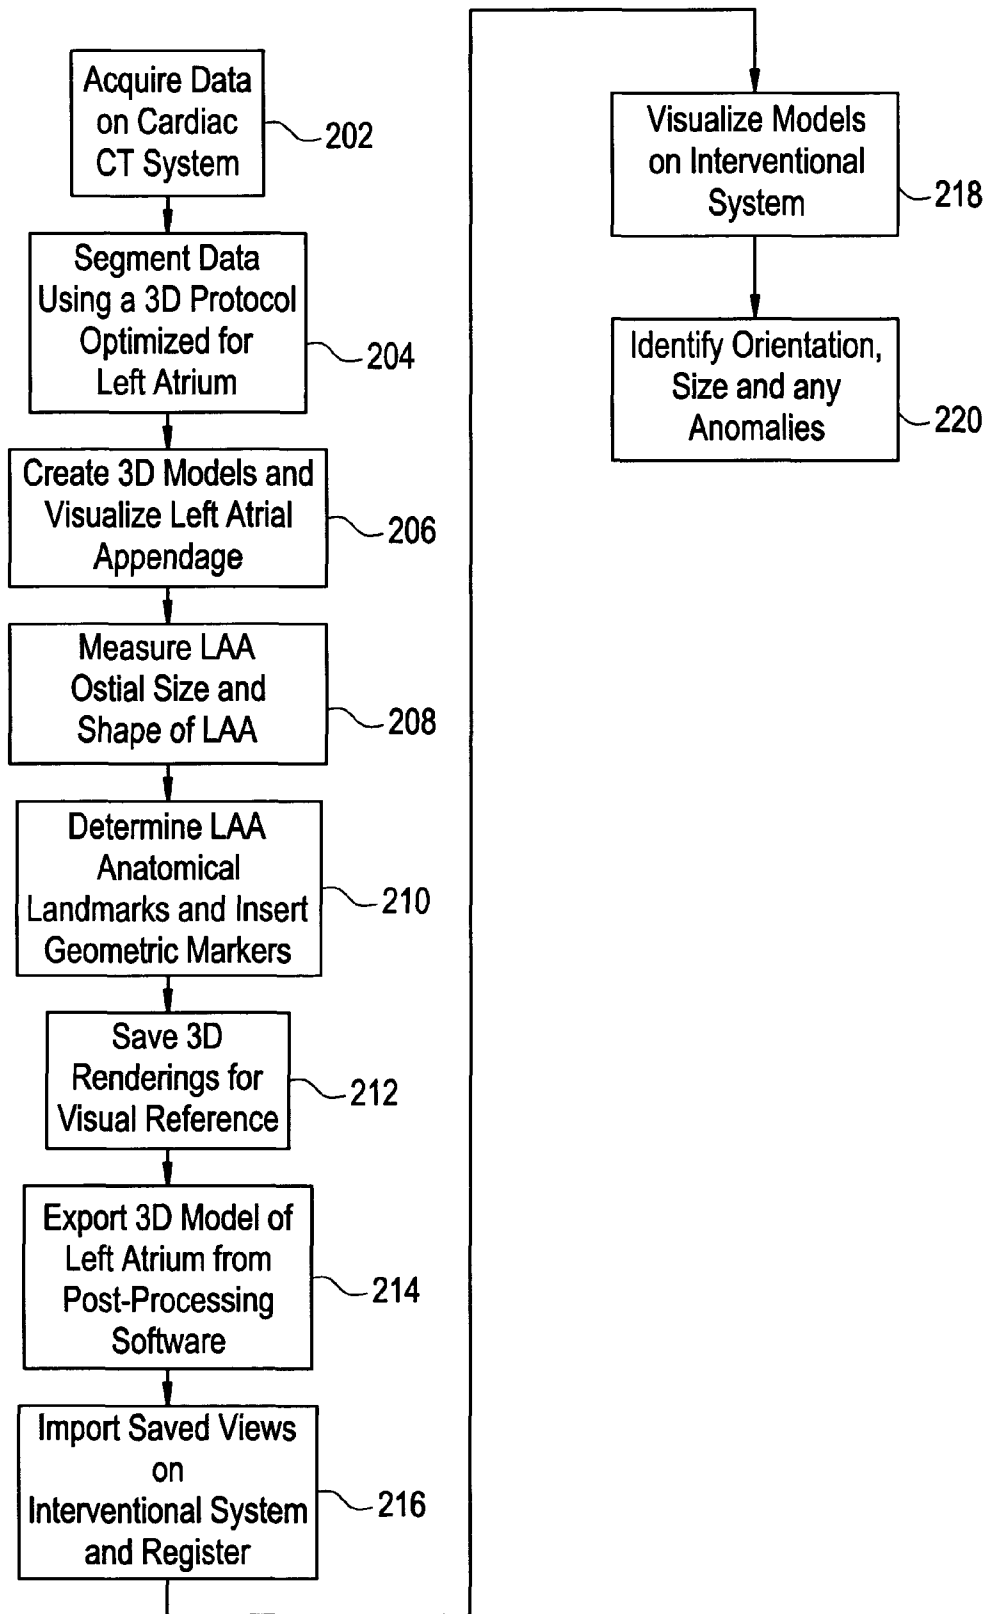 Acquire Data
on Cardiac
CT System
202
Segment Data
Using a 3D Protocol
Optimized for
Left Atrium
204
Create 3D Models and
Visualize Left Atrial
Appendage
206
Measure LAA
Ostial Size and
Shape of LAA
208
Determine LAA
Anatomical
Landmarks and Insert
Geometric Markers
210
Save 3D
Renderings for
Visual Reference
212
Export 3D Model of
Left Atrium from
Post-Processing
Software
214
Import Saved Views
on
Interventional System
and Register
216
Visualize Models
on Interventional
System
218
Identify Orientation,
Size and any
Anomalies
220